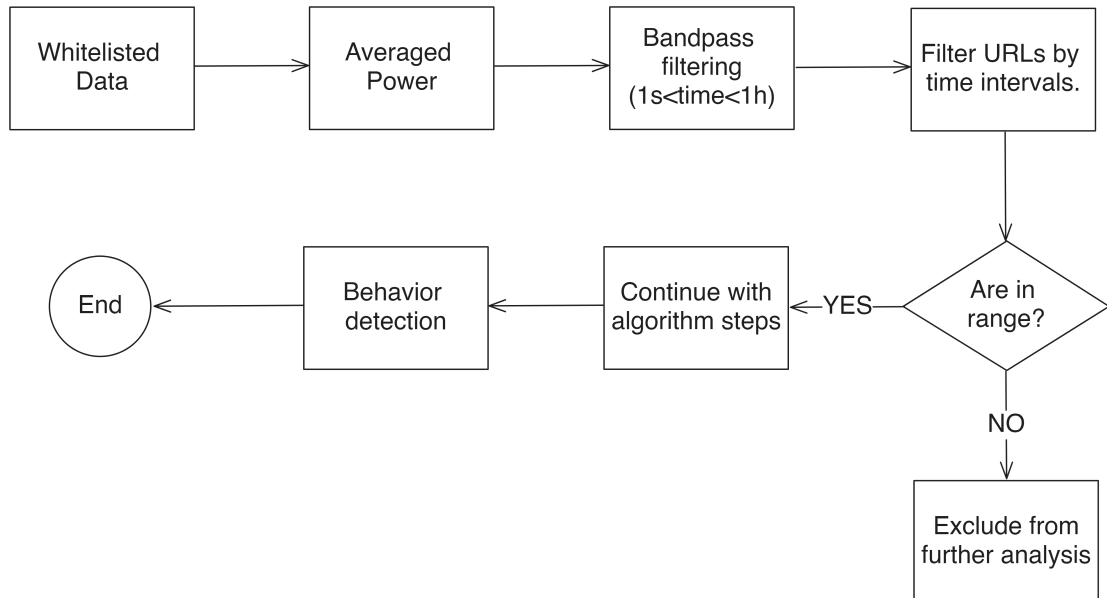 Whitelisted
Data
Averaged
Power
Bandpass
filtering
(1s<time<1h)
Filter URLs by
time intervals.
Are in
range?
YES
Continue with
algorithm steps
Behavior
detection
End
NO
Exclude from
further analysis